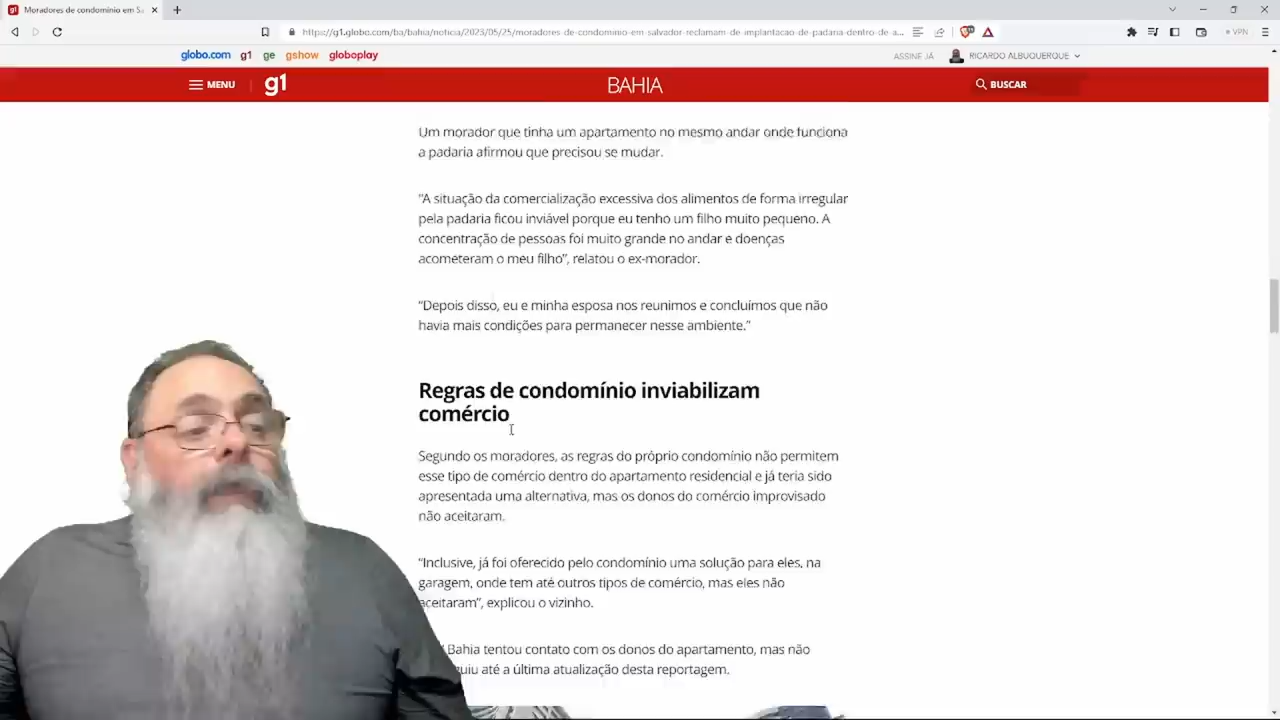 Moradores de condomínio em Sa
https://g1.globo.com/ba/bahia/noticia/2023/05/25/moradores-de-condominio-em-salvador-reclamam-de-implantacao-de-padaria-dentro-de-a...
VPN
globo.com g1 ge gshow globoplay
ASSINE JÁ
RICARDO ALBUQUERQUE
MENU
g1
BAHIA
BUSCAR
Um morador que tinha um apartamento no mesmo andar onde funciona
a padaria afirmou que precisou se mudar.
"A situação da comercialização excessiva dos alimentos de forma irregular
pela padaria ficou inviável porque eu tenho um filho muito pequeno. A
concentração de pessoas foi muito grande no andar e doenças
acometeram o meu filho", relatou o ex-morador.
"Depois disso, eu e minha esposa nos reunimos e concluímos que não
havia mais condições para permanecer nesse ambiente."
Regras de condomínio inviabilizam
comércio
Segundo os moradores, as regras do próprio condomínio não permitem
esse tipo de comércio dentro do apartamento residencial e já teria sido
apresentada uma alternativa, mas os donos do comércio improvisado
não aceitaram.
"Inclusive, já foi oferecido pelo condomínio uma solução para eles, na
garagem, onde tem até outros tipos de comércio, mas eles não
aceitaram", explicou o vizinho.
Bahia tentou contato com os donos do apartamento, mas não
guiu até a última atualização desta reportagem.